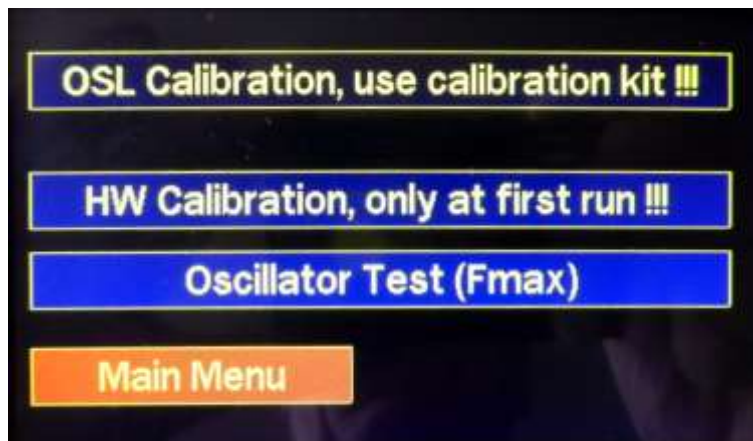 OSL Calibration, use calibration kit !!!
HW Calibration, only at first run !!!
Oscillator Test (Fmax)
Main Menu